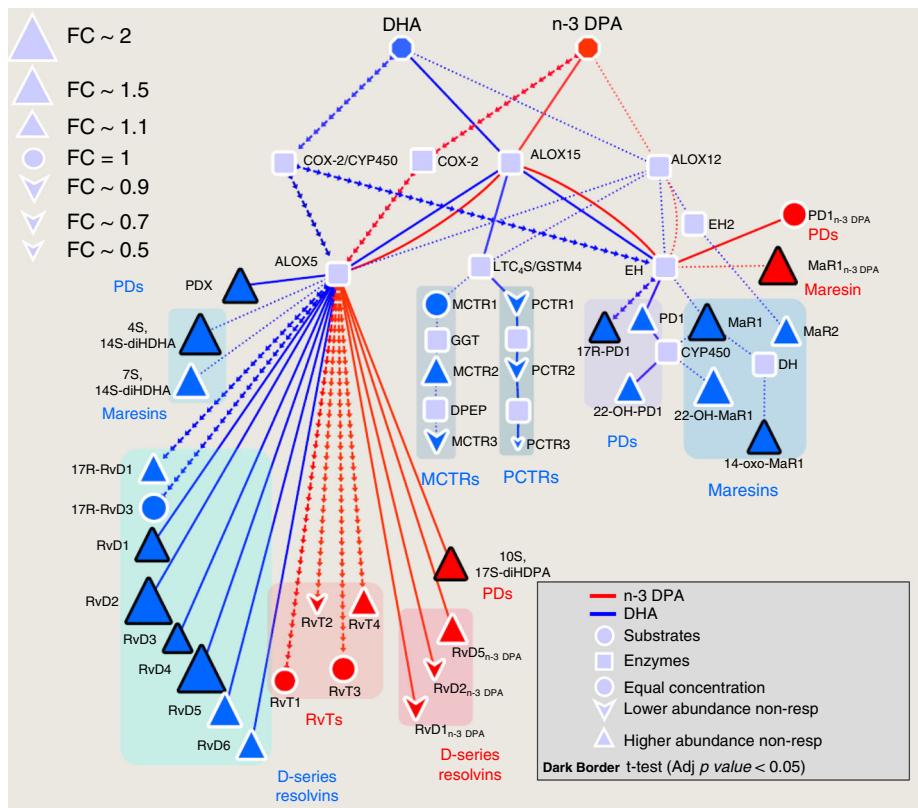 DHA
n-3 DPA
FC ~ 2
FC ~ 1.5
FC ~ 1.1
FC = 1
FC ~ 0.9
FC ~ 0.7
FC ~ 0.5
COX-2/CYP450
COX-2
ALOX15
ALOX12
EH2
PD1n-3 DPA
PDs
ALOX5
LTC4S/GSTM4
EH
MaR1n-3 DPA
Maresin
PDs
PDX
4S,
14S-diHDHA
7S,
14S-diHDHA
Maresins
MCTR1
GGT
MCTR2
DPEP
MCTR3
MCTRs
PCTR1
PCTR2
PCTR3
PCTRs
17R-PD1
PD1
MaR1
MaR2
CYP450
DH
22-OH-PD1
22-OH-MaR1
PDs
14-oxo-MaR1
Maresins
17R-RvD1
17R-RvD3
RvD1
RvD2
RvD3
RvD4
RvD5
RvD6
D-series
resolvins
RvT2
RvT4
RvT1
RvT3
RvTs
10S,
17S-diHDPA
PDs
RvD5n-3 DPA
RvD2n-3 DPA
RvD1n-3 DPA
D-series
resolvins
n-3 DPA
DHA
Substrates
Enzymes
Equal concentration
Lower abundance non-resp
Higher abundance non-resp
Dark Border t-test (Adj p value < 0.05)